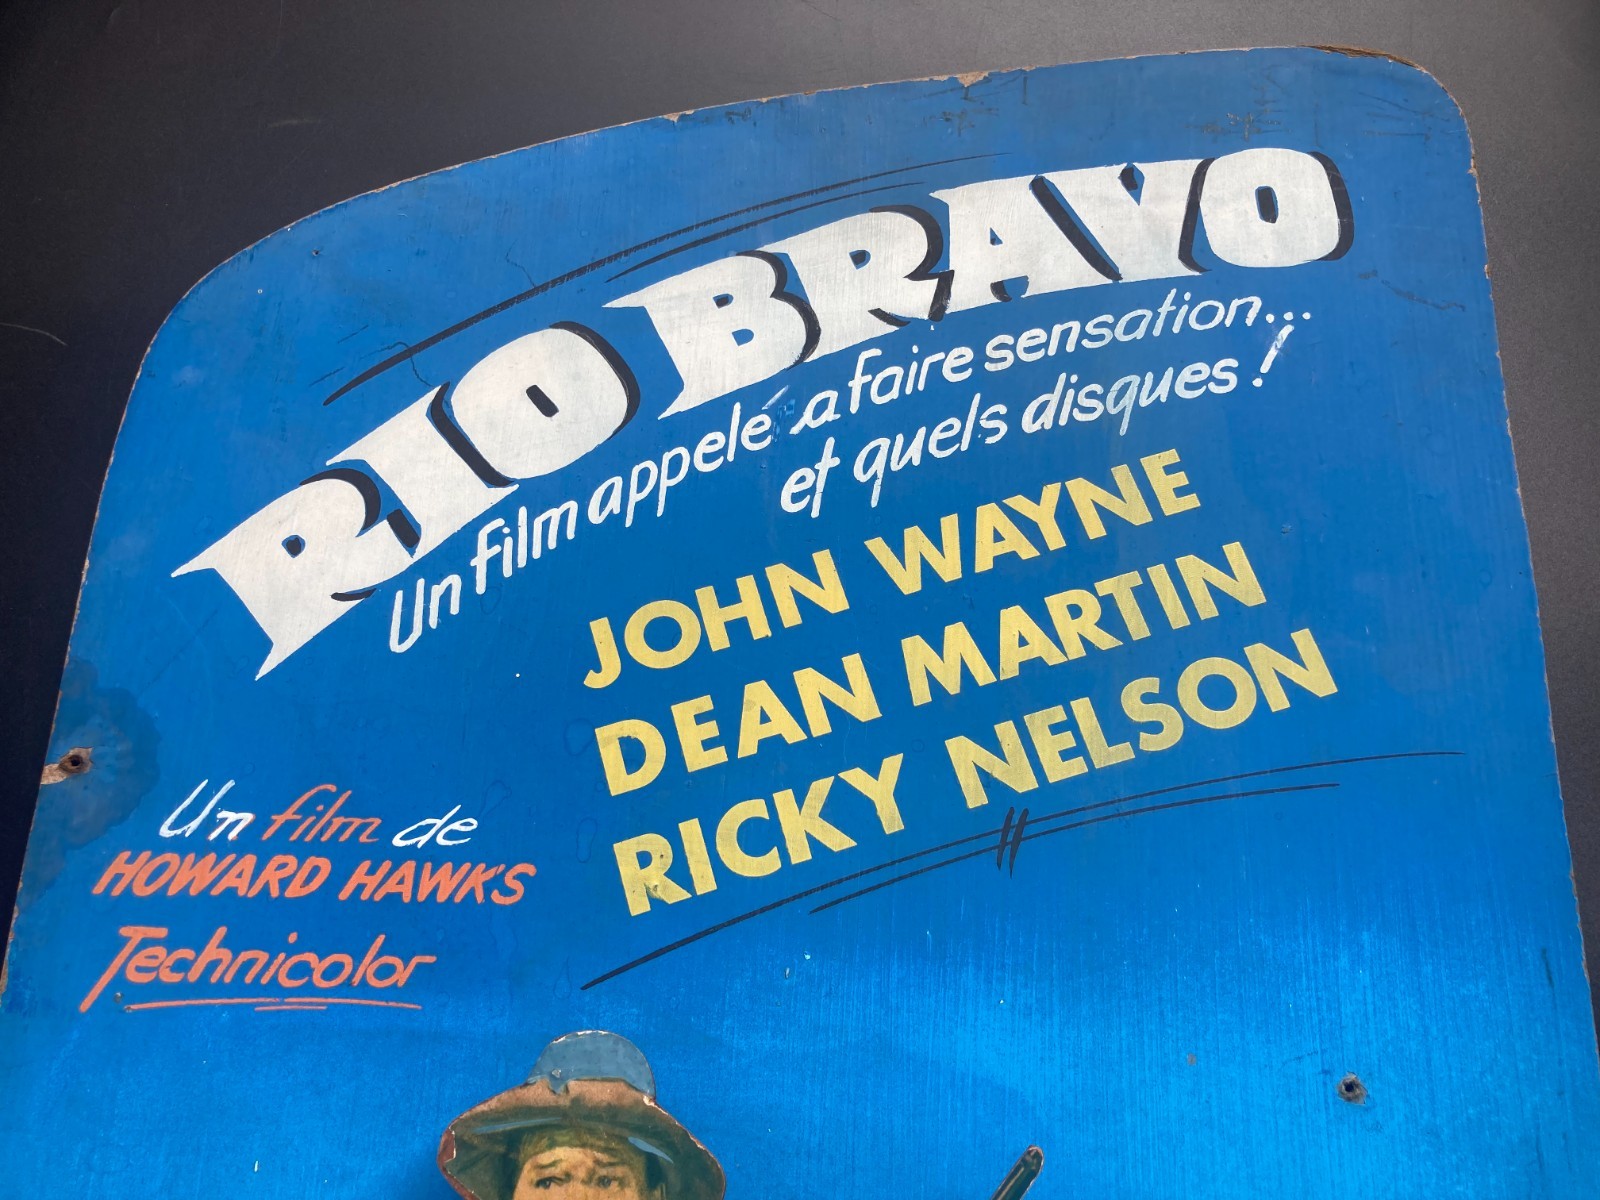 RIO BRAVO
Un film appelé a faire sensation...
et quels disques !
JOHN WAYNE
DEAN MARTIN
RICKY NELSON
Un film de
HOWARD HAWK'S
Technicolor